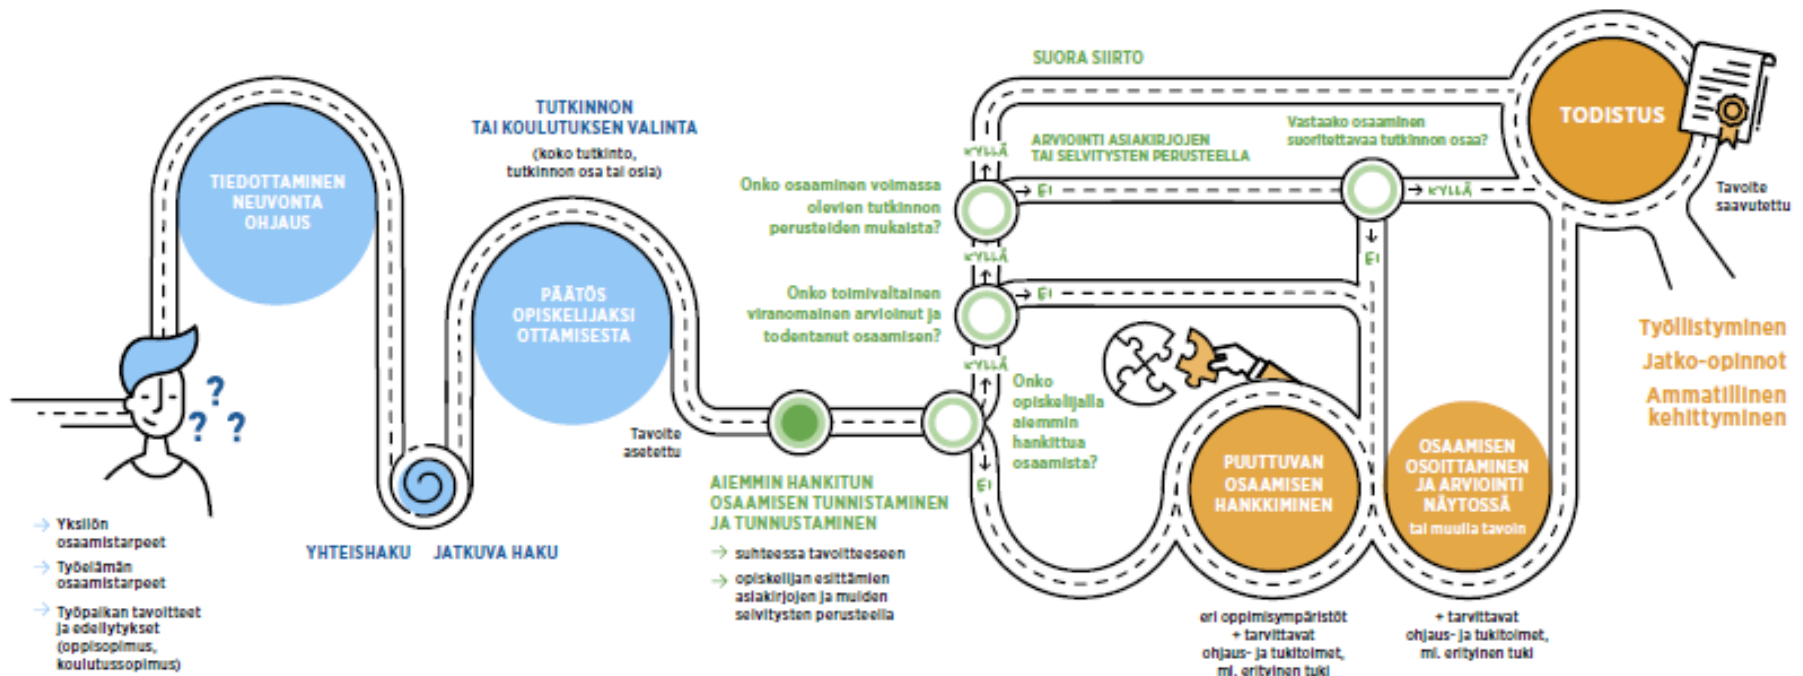 TIEDOTTAMINEN
NEUVONTA
OHJAUS
? ? ?
→ Yksilön
osaamistarpeet
→ Työelämän
osaamistarpeet
→ Työpaikan tavoitteet
ja edellytykset
(oppisopimus,
koulutussopimus)
YHTEISHAKU JATKUVA HAKU
TUTKINNON
TAI KOULUTUKSEN VALINTA
(koko tutkinto,
tutkinnon osa tai osia)
PÄÄTÖS
OPISKELIJAKSI
OTTAMISESTA
Tavoite
asetettu
AIEMMIN HANKITUN
OSAAMISEN TUNNISTAMINEN
JA TUNNUSTAMINEN
→ suhteessa tavoitteeseen
→ opiskelijan esittämien
asiakirjojen ja muiden
selvitysten perusteella
Onko
opiskelijalla
aiemmin
hankittua
osaamista?
EI
KYLLÄ
Onko toimivaltainen
viranomainen arvioinut ja
todentanut osaamisen?
→ EI
KYLLÄ
Onko osaaminen voimassa
olevien tutkinnon
perusteiden mukaista?
→ EI
KYLLÄ
SUORA SIIRTO
ARVIOINTI ASIAKIRJOJEN
TAI SELVITYSTEN PERUSTEELLA
Vastaako osaaminen
suoritettavaa tutkinnon osaa?
→ KYLLÄ
EI
PUUTTUVAN
OSAAMISEN
HANKKIMINEN
eri oppimisympäristöt
+ tarvittavat
ohjaus- ja tukitoimet,
ml. erityinen tuki
OSAAMISEN
OSOITTAMINEN
JA ARVIOINTI
NÄYTÖSSÄ
tai muulla tavoin
+ tarvittavat
ohjaus- ja tukitoimet,
ml. erityinen tuki
TODISTUS
Tavoite
saavutettu
Työllistyminen
Jatko-opinnot
Ammatillinen
kehittyminen